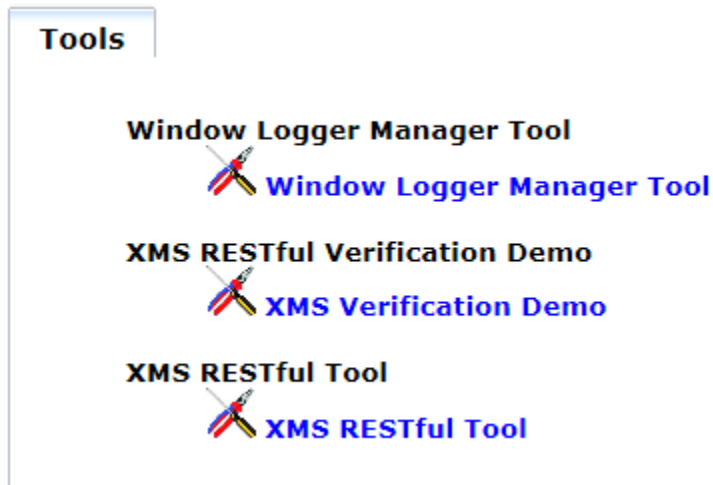 Tools
Window Logger Manager Tool
Window Logger Manager Tool
XMS RESTful Verification Demo
XMS Verification Demo
XMS RESTful Tool
XMS RESTful Tool